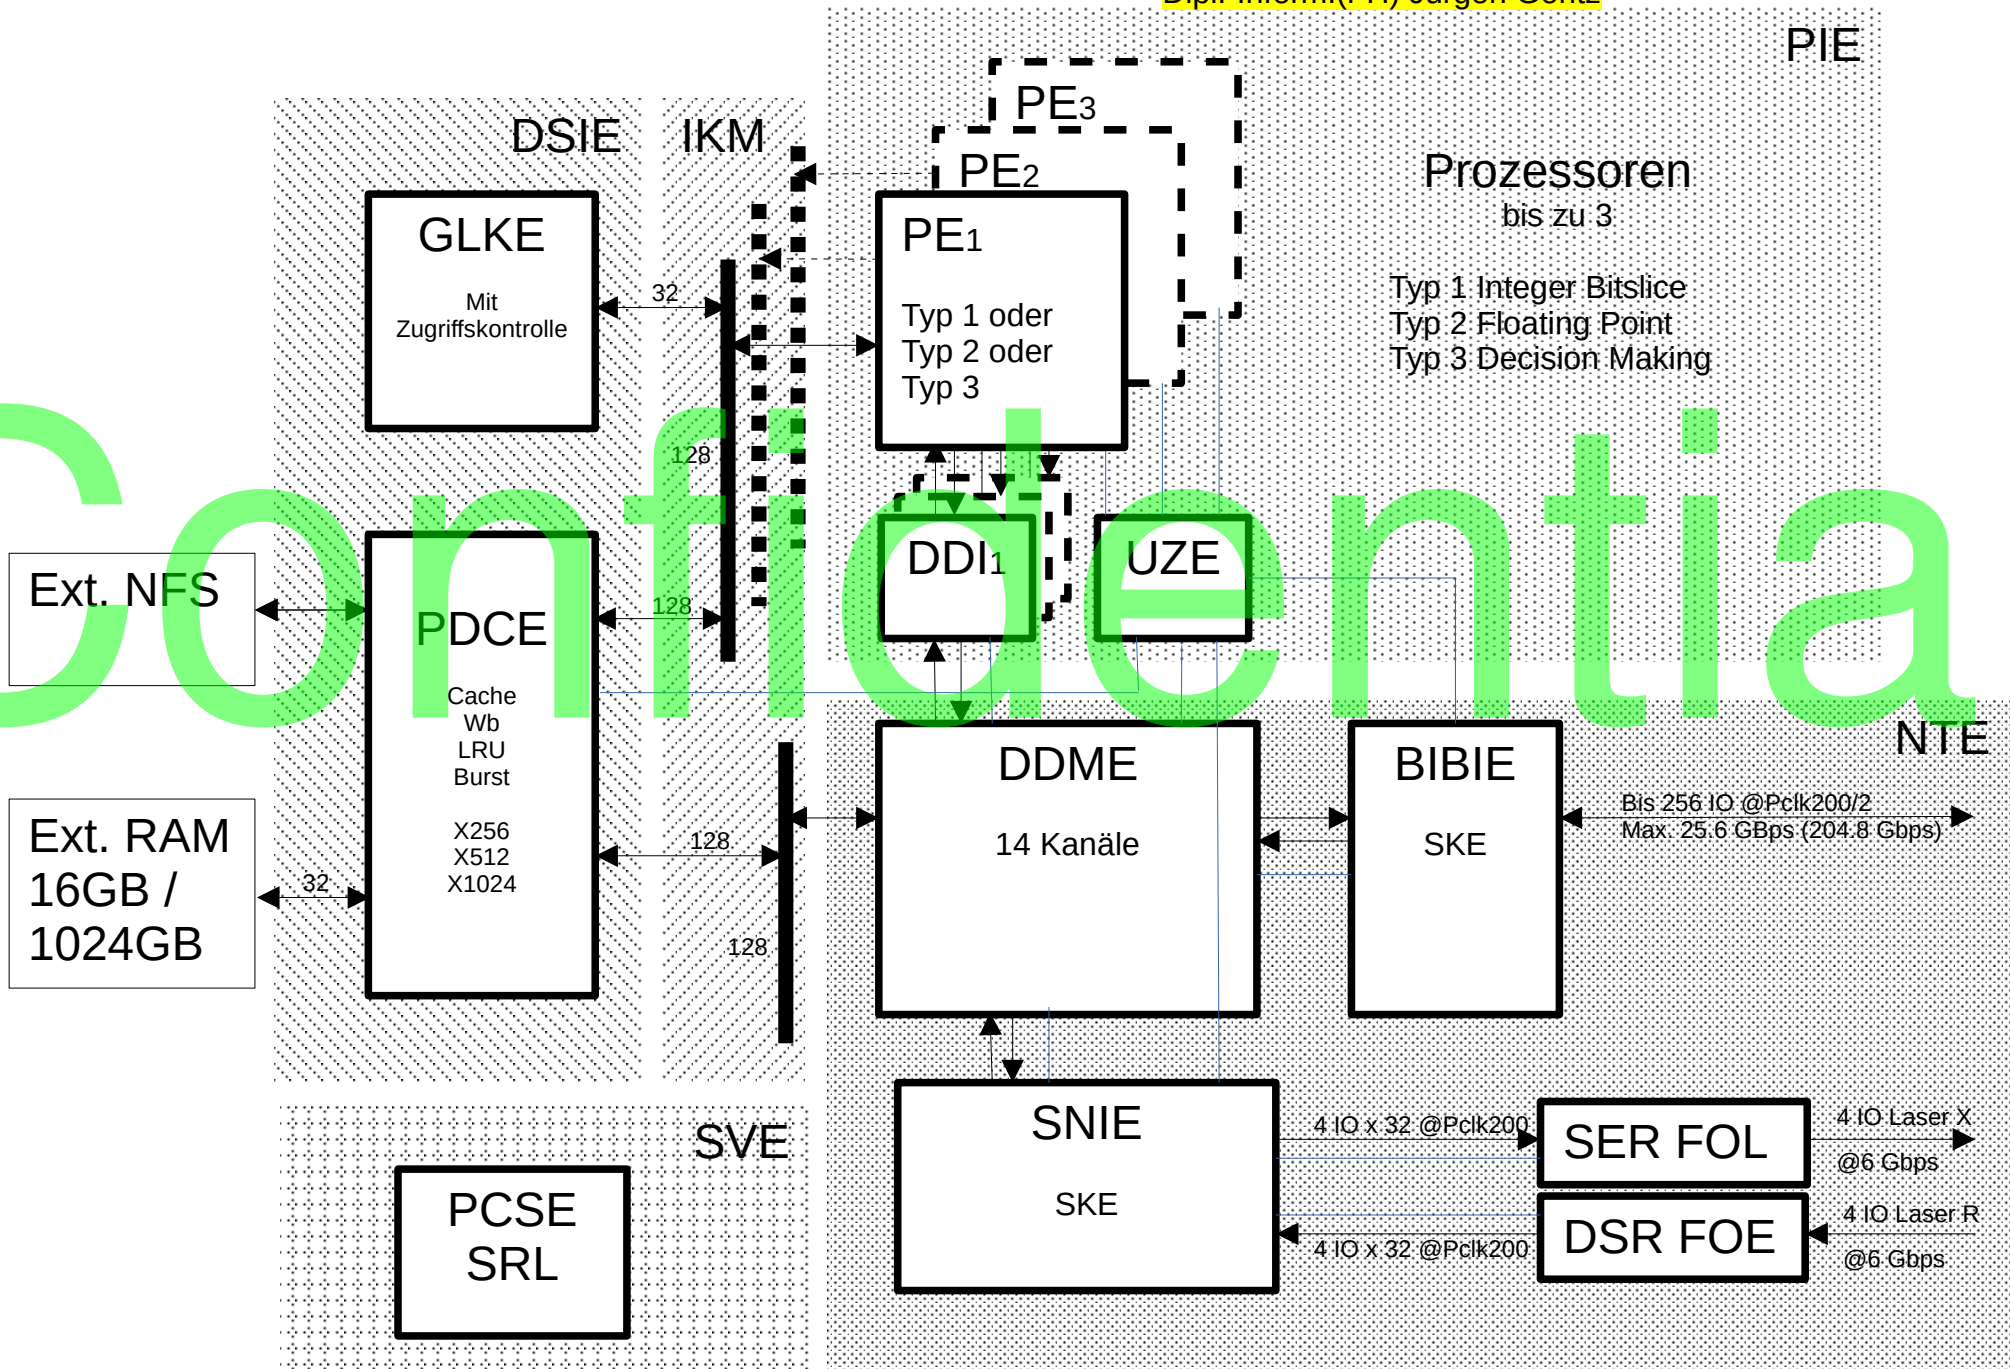 PIE
PE3
DSIE
IKM
PE2
Prozessoren
bis zu 3
GLKE
Mit
Zugriffskontrolle
32
PE1
Typ 1 oder
Typ 2 oder
Typ 3
Typ 1 Integer Bitslice
Typ 2 Floating Point
Typ 3 Decision Making
128
Confidentia
Ext. NFS
PDCE
Cache
Wb
LRU
Burst
X256
X512
X1024
128
DDI1
UZE
NTE
DDME
14 Kanäle
BIBIE
SKE
Bis 256 IO @Pclk200/2
Max. 25.6 GBps (204.8 Gbps)
Ext. RAM
16GB /
1024GB
32
128
128
SVE
PCSE
SRL
SNIE
SKE
4 IO x 32 @Pclk200
SER FOL
4 IO Laser X
@6 Gbps
4 IO x 32 @Pclk200
DSR FOE
4 IO Laser R
@6 Gbps